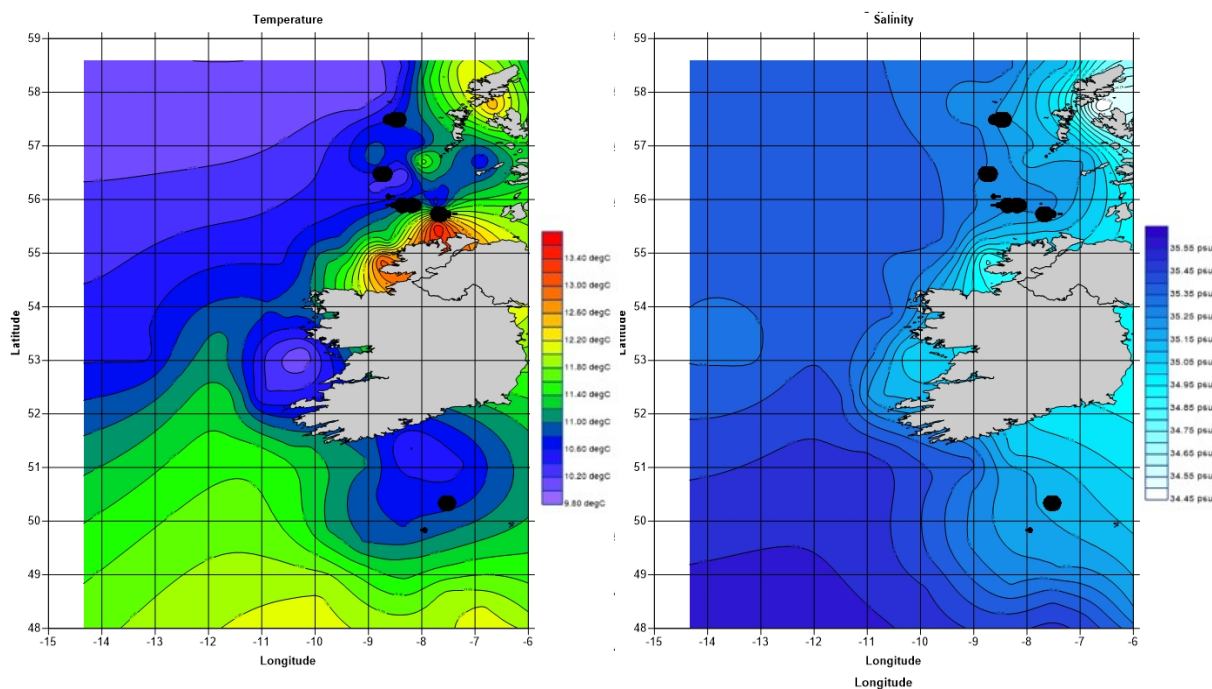 Temperature
59
58
57
56
55
54
53
52
51
50
49
48
Latitude
-15 -14 -13 -12 -11 -10 -9 -8 -7 -6
Longitude
13.40 degC
13.00 degC
12.60 degC
12.20 degC
11.80 degC
11.40 degC
11.00 degC
10.60 degC
10.20 degC
9.80 degC
Salinity
59
58
57
56
55
54
53
52
51
50
49
48
Latitude
-15 -14 -13 -12 -11 -10 -9 -8 -7 -6
Longitude
Longitude
35.55 psu
35.45 psu
35.35 psu
35.25 psu
35.15 psu
35.05 psu
34.95 psu
34.85 psu
34.75 psu
34.65 psu
34.55 psu
34.45 psu